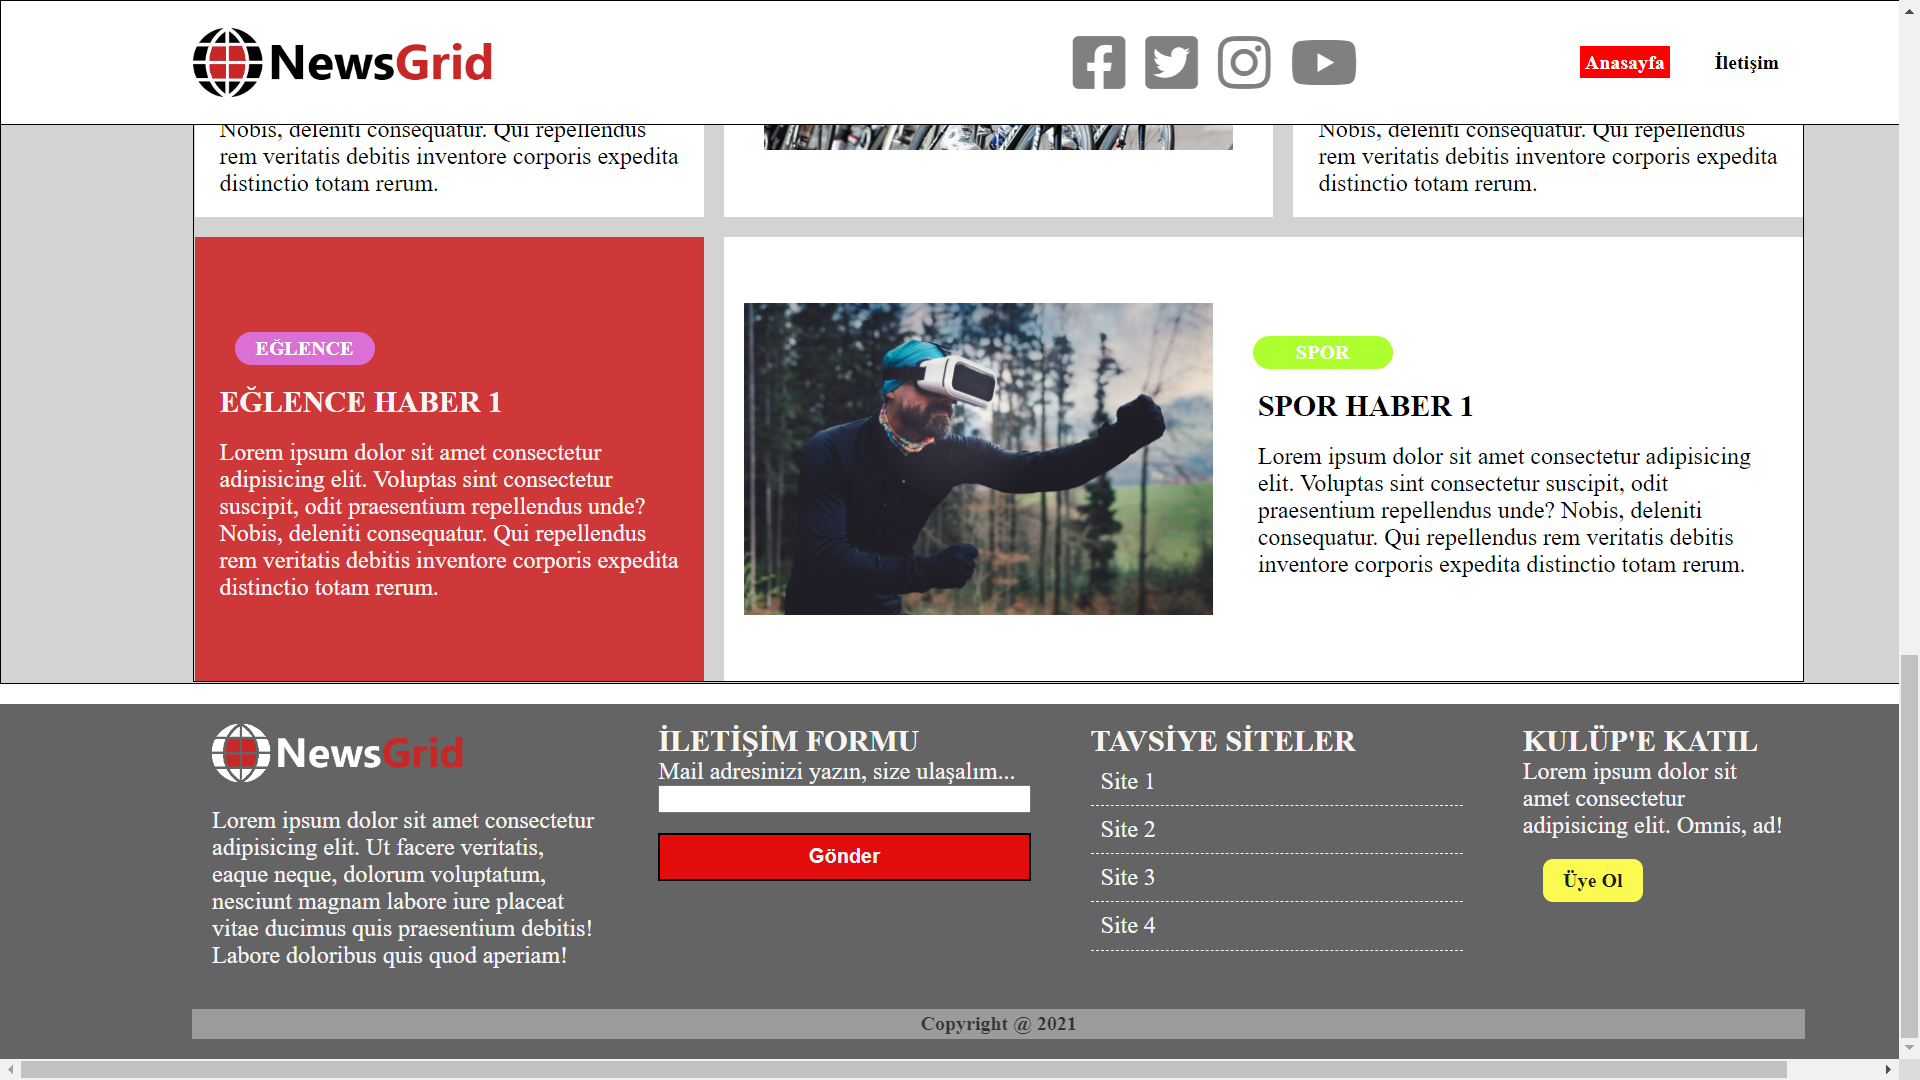 NewsGrid
Anasayfa
İletişim
Nobis, deleniti consequatur. Qui repellendus
rem veritatis debitis inventore corporis expedita
distinctio totam rerum.
Nobis, deleniti consequatur. Qui repellendus
rem veritatis debitis inventore corporis expedita
distinctio totam rerum.
EĞLENCE
EĞLENCE HABER 1
Lorem ipsum dolor sit amet consectetur
adipisicing elit. Voluptas sint consectetur
suscipit, odit praesentium repellendus unde?
Nobis, deleniti consequatur. Qui repellendus
rem veritatis debitis inventore corporis expedita
distinctio totam rerum.
SPOR
SPOR HABER 1
Lorem ipsum dolor sit amet consectetur adipisicing
elit. Voluptas sint consectetur suscipit, odit
praesentium repellendus unde? Nobis, deleniti
consequatur. Qui repellendus rem veritatis debitis
inventore corporis expedita distinctio totam rerum.
NewsGrid
Lorem ipsum dolor sit amet consectetur
adipisicing elit. Ut facere veritatis,
eaque neque, dolorum voluptatum,
nesciunt magnam labore iure placeat
vitae ducimus quis praesentium debitis!
Labore doloribus quis quod aperiam!
İLETİŞİM FORMU
Mail adresinizi yazın, size ulaşalım...
Gönder
TAVSİYE SİTELER
Site 1
Site 2
Site 3
Site 4
KULÜP'E KATIL
Lorem ipsum dolor sit
amet consectetur
adipisicing elit. Omnis, ad!
Üye Ol
Copyright @ 2021